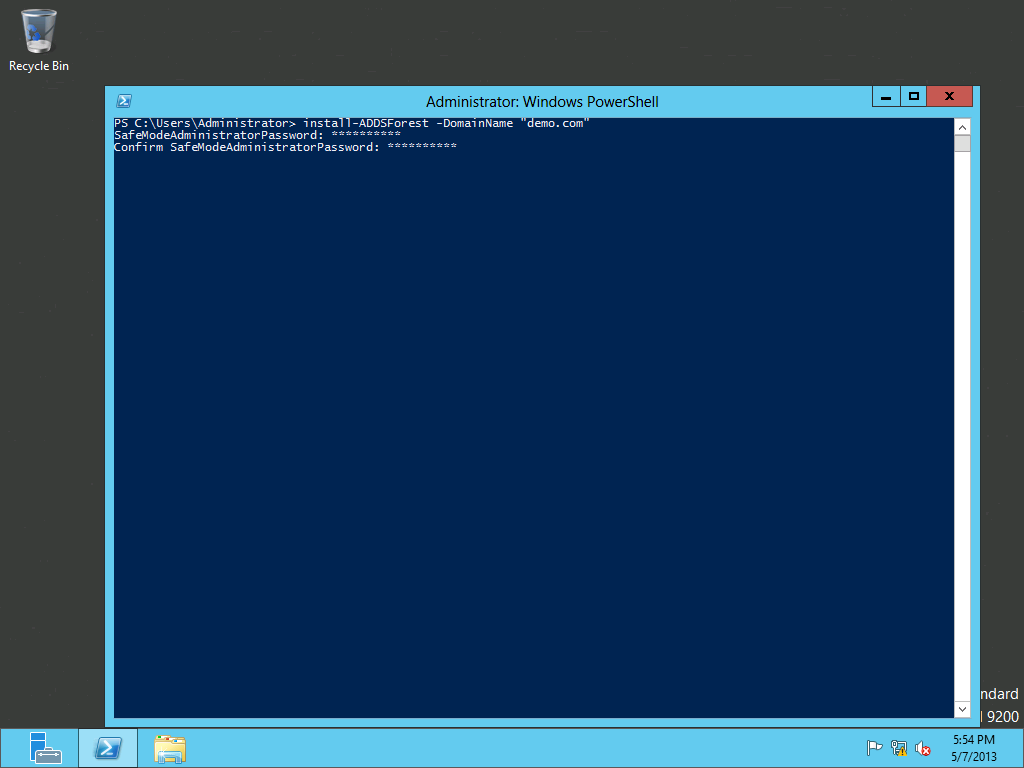 Recycle Bin
Administrator: Windows PowerShell
PS C:\Users\Administrator> install-ADDSForest -DomainName "demo.com"
SafeModeAdministratorPassword: **********
Confirm SafeModeAdministratorPassword: **********
ndard
9200
5:54 PM
5/7/2013